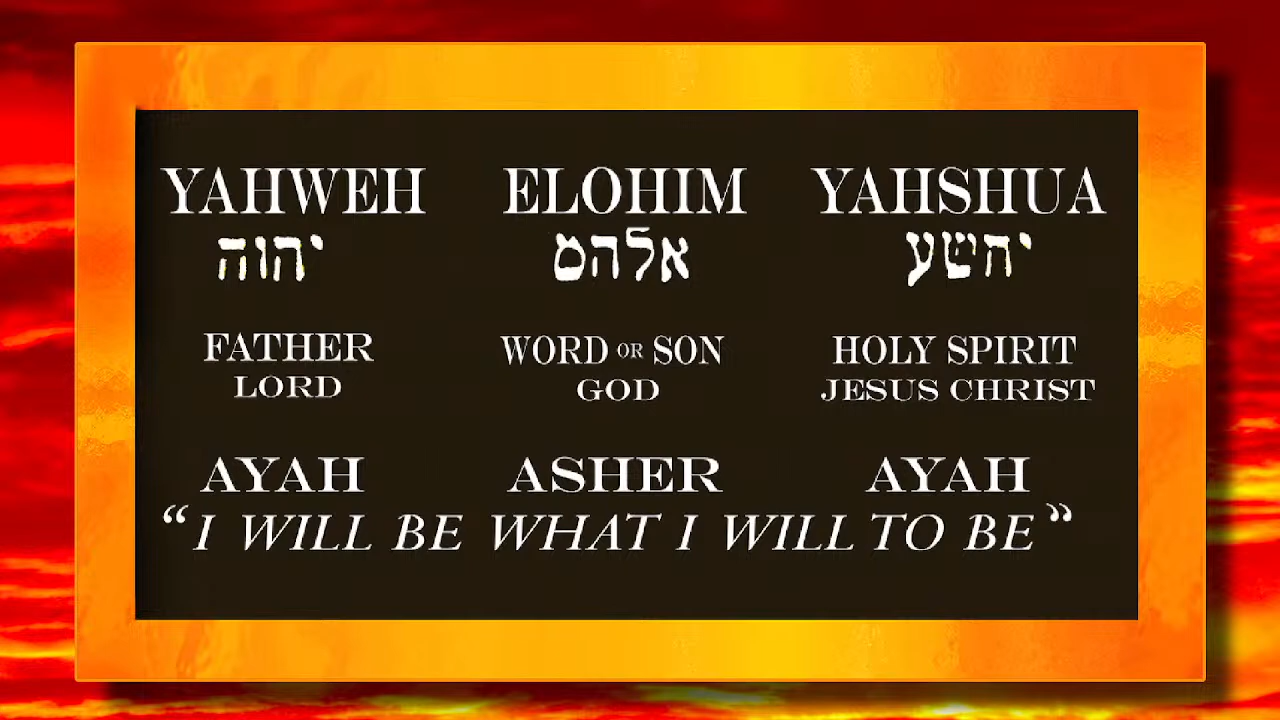 YAHWEH ELOHIM YAHSHUA
יהוה אלהם יהשע
FATHER WORD OR SON HOLY SPIRIT
LORD GOD JESUS CHRIST
AYAH ASHER AYAH
“I WILL BE WHAT I WILL TO BE”